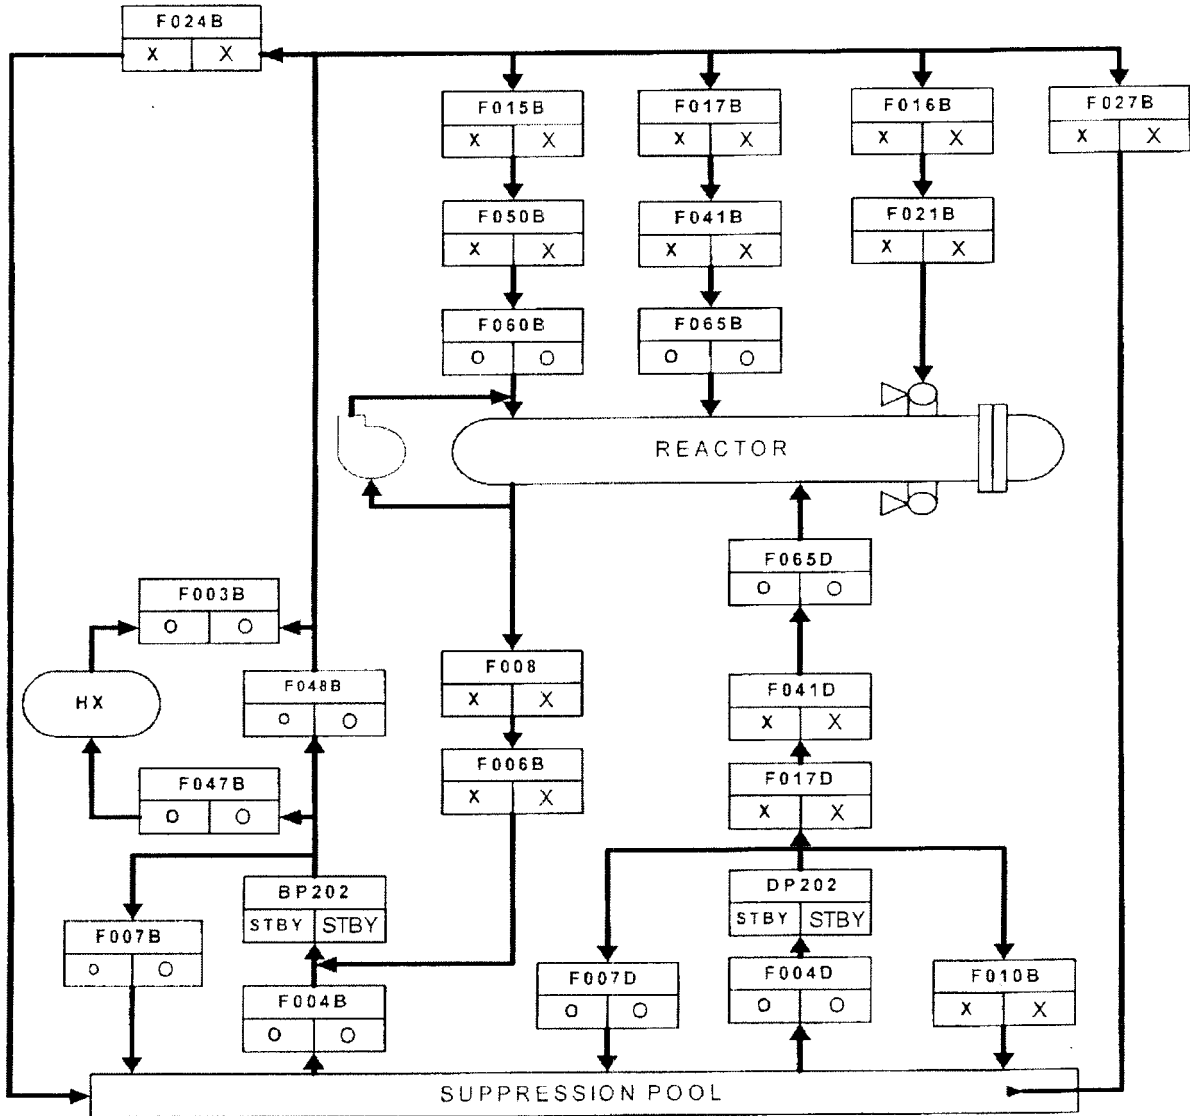 F024B
X X
F015B
X X
F017B
X X
F016B
X X
F027B
X X
F050B
X X
F041B
X X
F021B
X X
F060B
O O
F065B
O O
REACTOR
F065D
O O
F003B
O O
F008
X X
F048B
O O
F041D
X X
HX
F006B
X X
F047B
O O
F017D
X X
BP202
STBY STBY
DP202
STBY STBY
F007B
O O
F007D
O O
F004D
O O
F010B
X X
F004B
O O
SUPPRESSION POOL